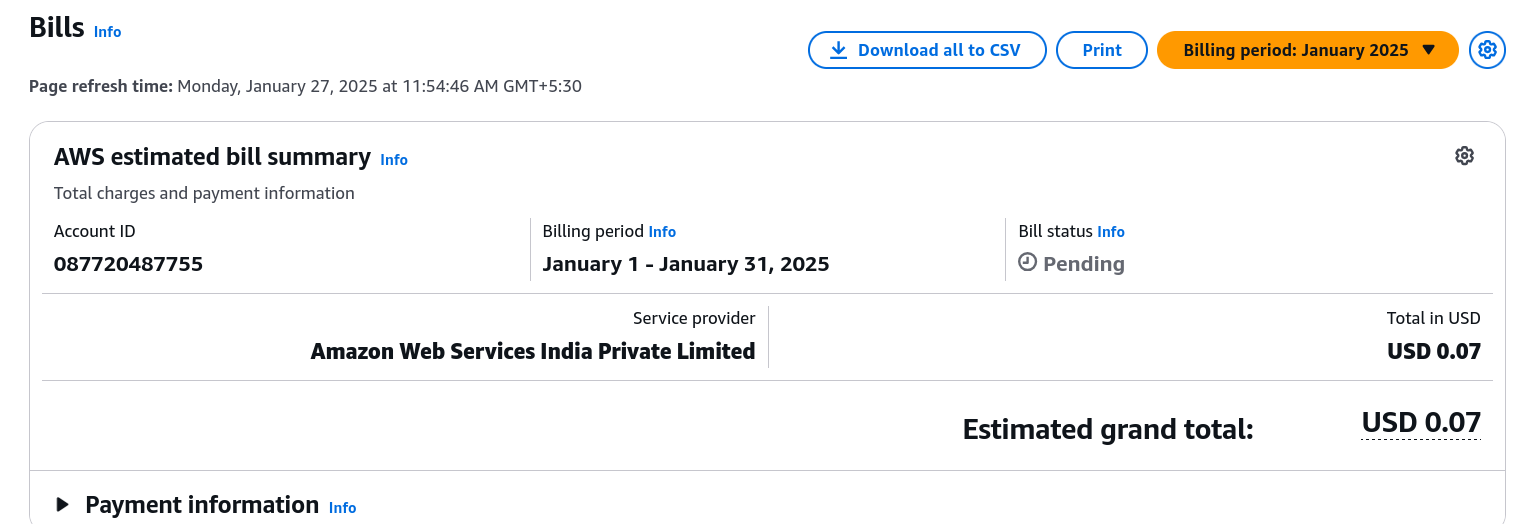 Bills Info
Download all to CSV
Print
Billing period: January 2025
Page refresh time: Monday, January 27, 2025 at 11:54:46 AM GMT+5:30
AWS estimated bill summary Info
Total charges and payment information
Account ID
087720487755
Billing period Info
January 1 - January 31, 2025
Bill status Info
Pending
Service provider
Amazon Web Services India Private Limited
Total in USD
USD 0.07
Estimated grand total:
USD 0.07
Payment information Info